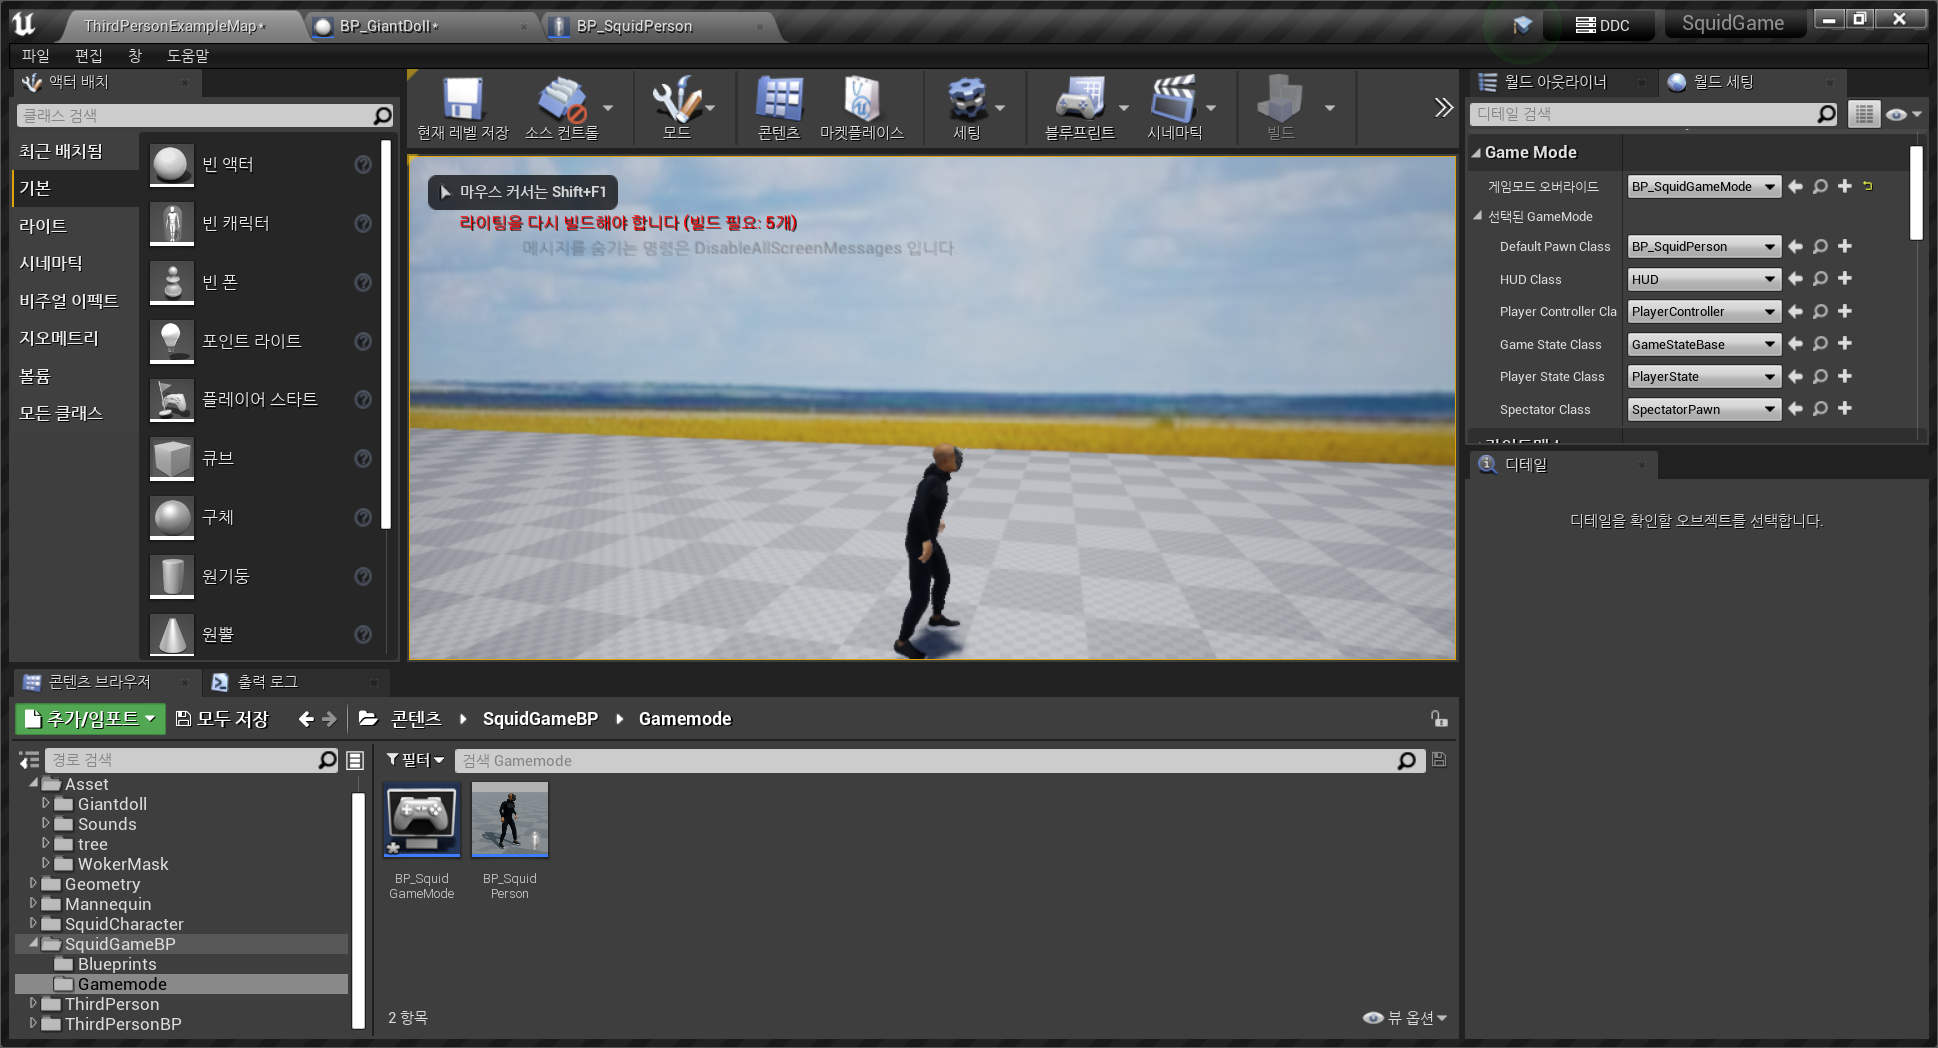 ThirdPersonExampleMap*
BP_GiantDoll*
BP_SquidPerson
DDC
SquidGame
파일 편집 창 도움말
액터 배치
클래스 검색
최근 배치됨
기본
라이트
시네마틱
비주얼 이펙트
지오메트리
볼륨
모든 클래스
빈 액터
빈 캐릭터
빈 폰
포인트 라이트
플레이어 스타트
큐브
구체
원기둥
원뿔
현재 레벨 저장
소스 컨트롤
모드
콘텐츠
마켓플레이스
세팅
블루프린트
시네마틱
빌드
마우스 커서는 Shift+F1
라이팅을 다시 빌드해야 합니다 (빌드 필요: 5개)
메시지를 숨기는 명령은 DisableAllScreenMessages 입니다.
월드 아웃라이너
월드 세팅
디테일 검색
Game Mode
게임모드 오버라이드 BP_SquidGameMode
선택된 GameMode
Default Pawn Class BP_SquidPerson
HUD Class HUD
Player Controller Cla PlayerController
Game State Class GameStateBase
Player State Class PlayerState
Spectator Class SpectatorPawn
디테일
디테일을 확인할 오브젝트를 선택합니다.
콘텐츠 브라우저
출력 로그
추가/임포트
모두 저장
콘텐츠
SquidGameBP
Gamemode
경로 검색
필터
검색 Gamemode
Asset
Giantdoll
Sounds
tree
WokerMask
Geometry
Mannequin
SquidCharacter
SquidGameBP
Blueprints
Gamemode
ThirdPerson
ThirdPersonBP
BP_Squid
GameMode
BP_Squid
Person
2 항목
뷰 옵션